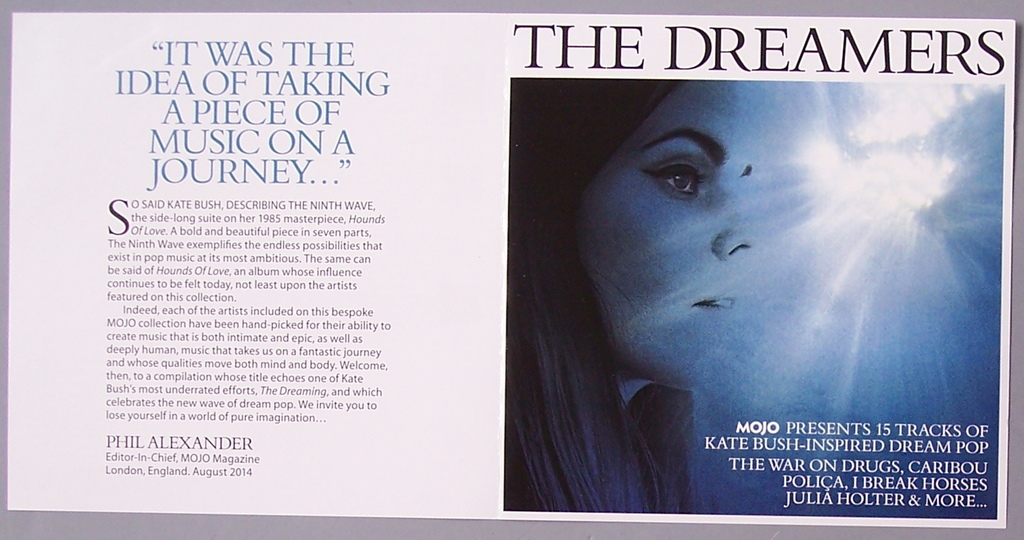 “IT WAS THE
IDEA OF TAKING
A PIECE OF
MUSIC ON A
JOURNEY…”
SO SAID KATE BUSH, DESCRIBING THE NINTH WAVE,
the side-long suite on her 1985 masterpiece, Hounds
Of Love. A bold and beautiful piece in seven parts,
The Ninth Wave exemplifies the endless possibilities that
exist in pop music at its most ambitious. The same can
be said of Hounds Of Love, an album whose influence
continues to be felt today, not least upon the artists
featured on this collection.
Indeed, each of the artists included on this bespoke
MOJO collection have been hand-picked for their ability to
create music that is both intimate and epic, as well as
deeply human, music that takes us on a fantastic journey
and whose qualities move both mind and body. Welcome,
then, to a compilation whose title echoes one of Kate
Bush’s most underrated efforts, The Dreaming, and which
celebrates the new wave of dream pop. We invite you to
lose yourself in a world of pure imagination…
PHIL ALEXANDER
Editor-In-Chief, MOJO Magazine
London, England. August 2014
THE DREAMERS
MOJO PRESENTS 15 TRACKS OF
KATE BUSH-INSPIRED DREAM POP
THE WAR ON DRUGS, CARIBOU
POLIÇA, I BREAK HORSES
JULIA HOLTER & MORE...